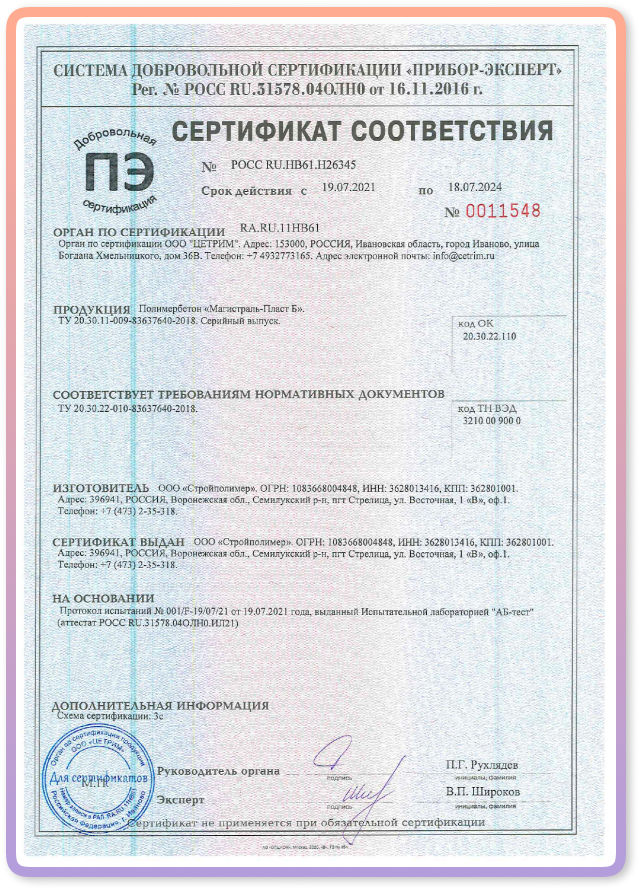 СИСТЕМА ДОБРОВОЛЬНОЙ СЕРТИФИКАЦИИ «ПРИБОР-ЭКСПЕРТ»
Рег. № РОСС RU.31578.04ОЛН0 от 16.11.2016 г.
Добровольная
ПЭ
сертификация
СЕРТИФИКАТ СООТВЕТСТВИЯ
№ РОСС RU.НВ61.Н26345
Срок действия с 19.07.2021 по 18.07.2024
№ 0011548
ОРГАН ПО СЕРТИФИКАЦИИ RA.RU.11НВ61
Орган по сертификации ООО "ЦЕТРИМ". Адрес: 153000, РОССИЯ, Ивановская область, город Иваново, улица
Богдана Хмельницкого, дом 36В. Телефон: +7 4932773165. Адрес электронной почты: info@cetrim.ru
ПРОДУКЦИЯ Полимербетон «Магистраль-Пласт Б».
ТУ 20.30.11-009-83637640-2018. Серийный выпуск.
код ОК
20.30.22.110
СООТВЕТСТВУЕТ ТРЕБОВАНИЯМ НОРМАТИВНЫХ ДОКУМЕНТОВ
ТУ 20.30.22-010-83637640-2018.
код ТН ВЭД
3210 00 900 0
ИЗГОТОВИТЕЛЬ ООО «Стройполимер». ОГРН: 1083668004848, ИНН: 3628013416, КПП: 362801001.
Адрес: 396941, РОССИЯ, Воронежская обл., Семилукский р-н, пгт Стрелица, ул. Восточная, 1 «В», оф.1.
Телефон: +7 (473) 2-35-318.
СЕРТИФИКАТ ВЫДАН ООО «Стройполимер». ОГРН: 1083668004848, ИНН: 3628013416, КПП: 362801001.
Адрес: 396941, РОССИЯ, Воронежская обл., Семилукский р-н, пгт Стрелица, ул. Восточная, 1 «В», оф.1.
Телефон: +7 (473) 2-35-318.
НА ОСНОВАНИИ
Протокол испытаний № 001/F-19/07/21 от 19.07.2021 года, выданный Испытательной лабораторией "АБ-тест"
(аттестат РОСС RU.31578.04ОЛН0.ИЛ21)
ДОПОЛНИТЕЛЬНАЯ ИНФОРМАЦИЯ
Схема сертификации: 3с
Орган по сертификации продукции
ООО «ЦЕТРИМ»
Для сертификатов
Российская Федерация, г. Иваново
Руководитель органа
подпись
П.Г. Рухлядев
инициалы, фамилия
Эксперт
подпись
В.П. Широков
инициалы, фамилия
Сертификат не применяется при обязательной сертификации